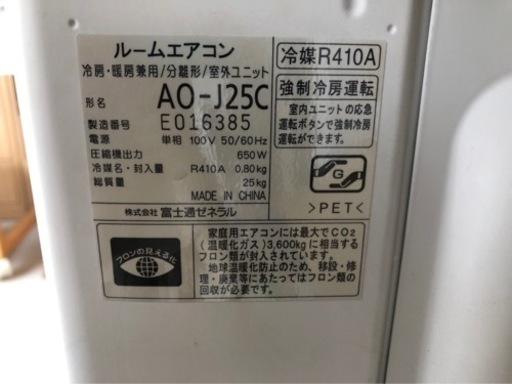 ルームエアコン
冷房・暖房兼用/分離形/室外ユニット
形名 AO-J25C
製造番号 E016385
電源 単相 100V 50/60Hz
圧縮機出力 650W
冷媒名・封入量 R410A 0.80kg
総質量 25kg
MADE IN CHINA
株式会社 富士通ゼネラル
冷媒R410A
強制冷房運転
室内ユニットの応急
運転ボタンで強制冷房
運転できます。
G
>PET<
フロンの見える化
家庭用エアコンには最大でCO₂
(温暖化ガス)3,600kgに相当する
フロン類が封入されています。
地球温暖化防止のため、移設・修
理・廃棄等にあたってはフロン類の
回収が必要です。